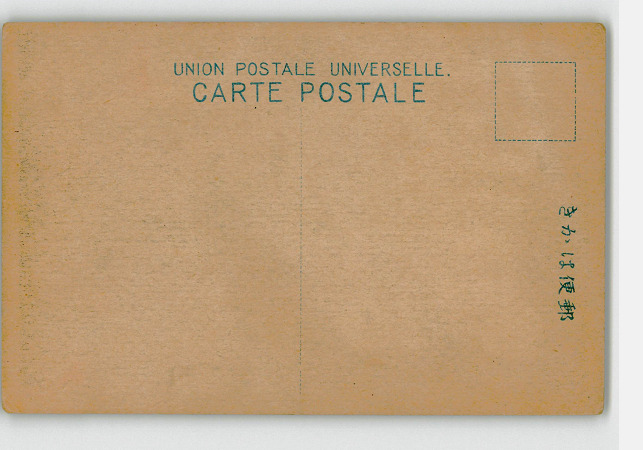 UNION POSTALE UNIVERSELLE.
CARTE POSTALE
きかは便郵